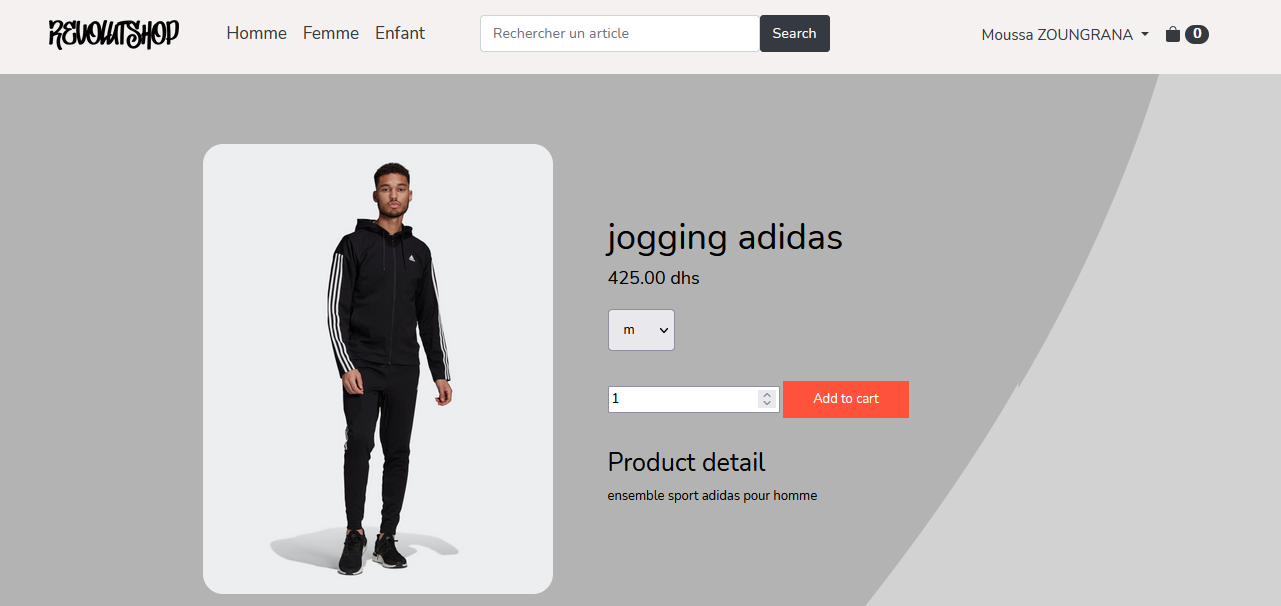 REVOLUTSHOP
Homme Femme Enfant
Rechercher un article
Search
Moussa ZOUNGRANA
0
jogging adidas
425.00 dhs
m
1
Add to cart
Product detail
ensemble sport adidas pour homme